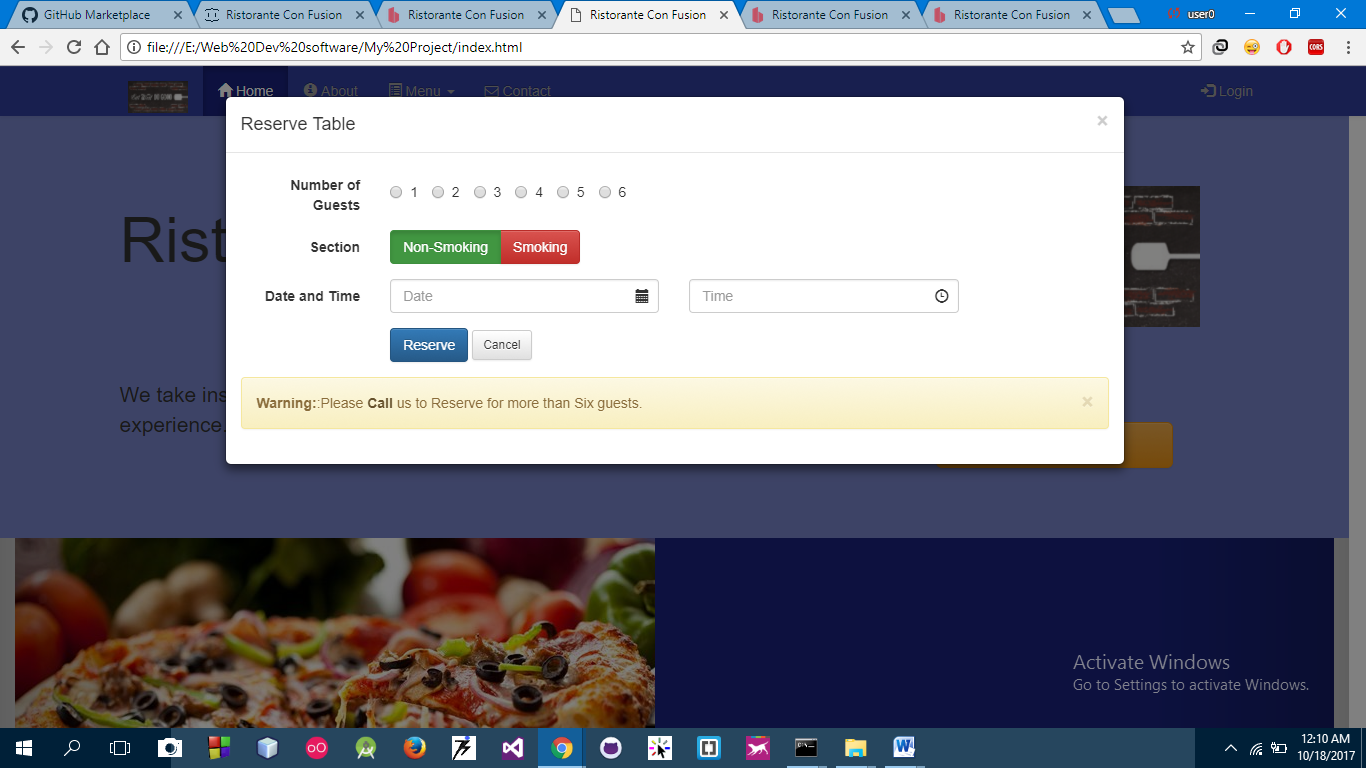 GitHub Marketplace
Ristorante Con Fusion
Ristorante Con Fusion
Ristorante Con Fusion
Ristorante Con Fusion
Ristorante Con Fusion
user0
file:///E:/Web%20Dev%20software/My%20Project/index.html
CORS
Home About Menu Contact Login
Reserve Table
Number of
Guests
1 2 3 4 5 6
Section Non-Smoking Smoking
Date and Time Date Time
Reserve Cancel
Warning::Please Call us to Reserve for more than Six guests.
Rist
We take ins
experience.
Activate Windows
Go to Settings to activate Windows.
12:10 AM
10/18/2017